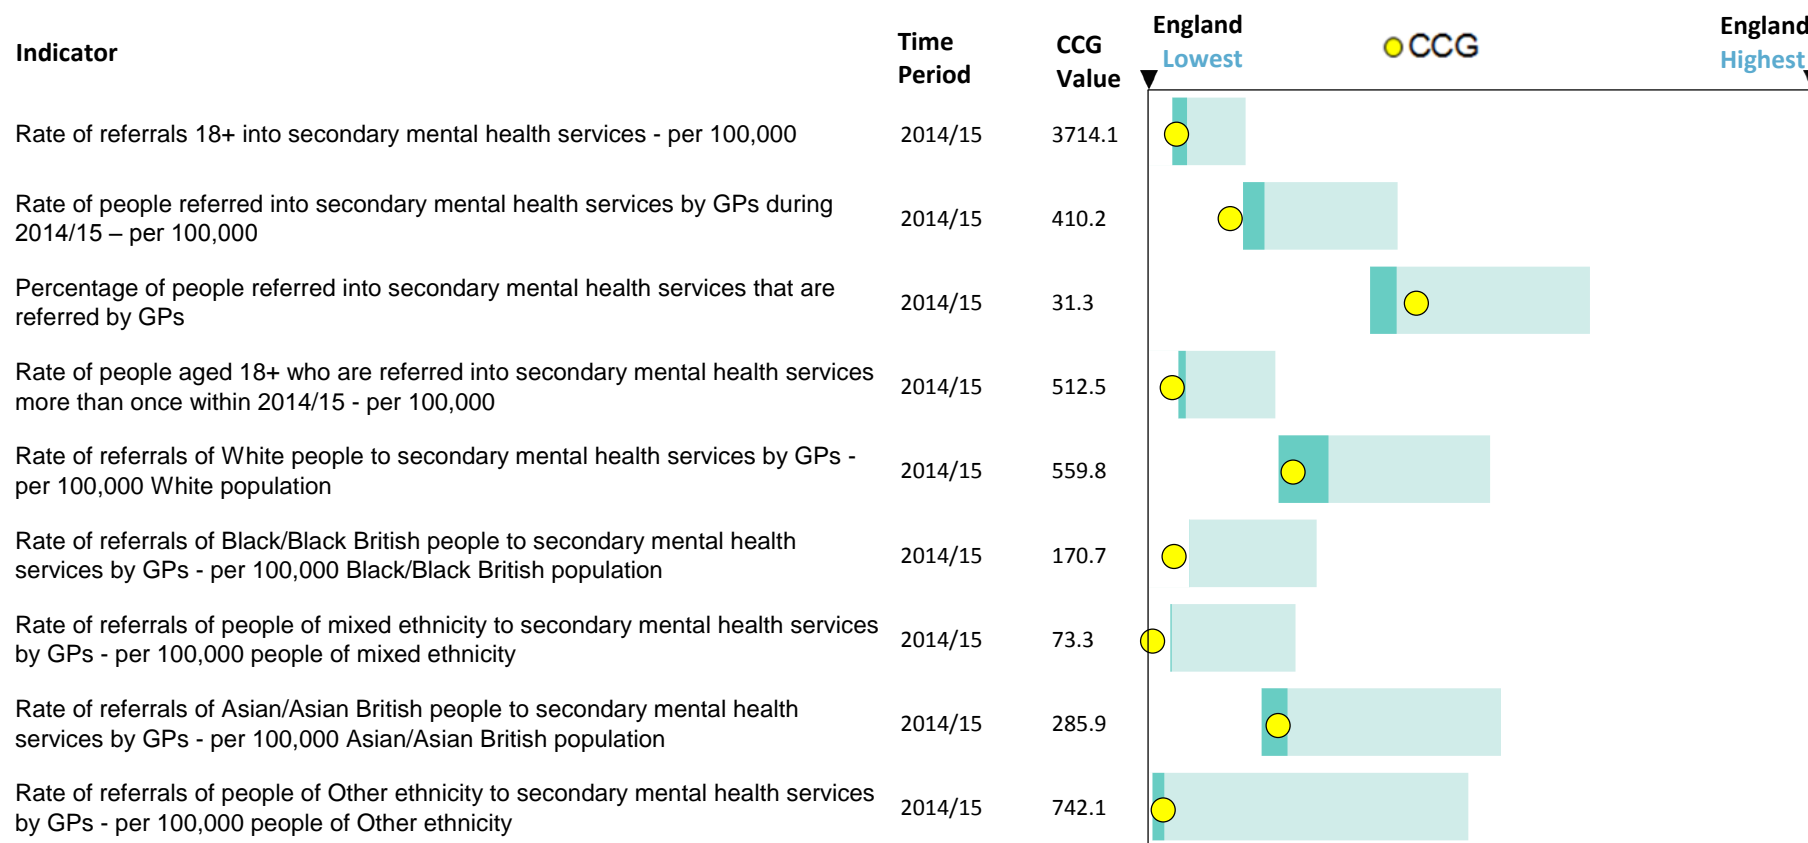 Indicator
Time Period
CCG Value
England Lowest
CCG
England Highest
Rate of referrals 18+ into secondary mental health services - per 100,000
2014/15
3714.1
Rate of people referred into secondary mental health services by GPs during
2014/15 – per 100,000
2014/15
410.2
Percentage of people referred into secondary mental health services that are
referred by GPs
2014/15
31.3
Rate of people aged 18+ who are referred into secondary mental health services
more than once within 2014/15 - per 100,000
2014/15
512.5
Rate of referrals of White people to secondary mental health services by GPs -
per 100,000 White population
2014/15
559.8
Rate of referrals of Black/Black British people to secondary mental health
services by GPs - per 100,000 Black/Black British population
2014/15
170.7
Rate of referrals of people of mixed ethnicity to secondary mental health services
by GPs - per 100,000 people of mixed ethnicity
2014/15
73.3
Rate of referrals of Asian/Asian British people to secondary mental health
services by GPs - per 100,000 Asian/Asian British population
2014/15
285.9
Rate of referrals of people of Other ethnicity to secondary mental health services
by GPs - per 100,000 people of Other ethnicity
2014/15
742.1